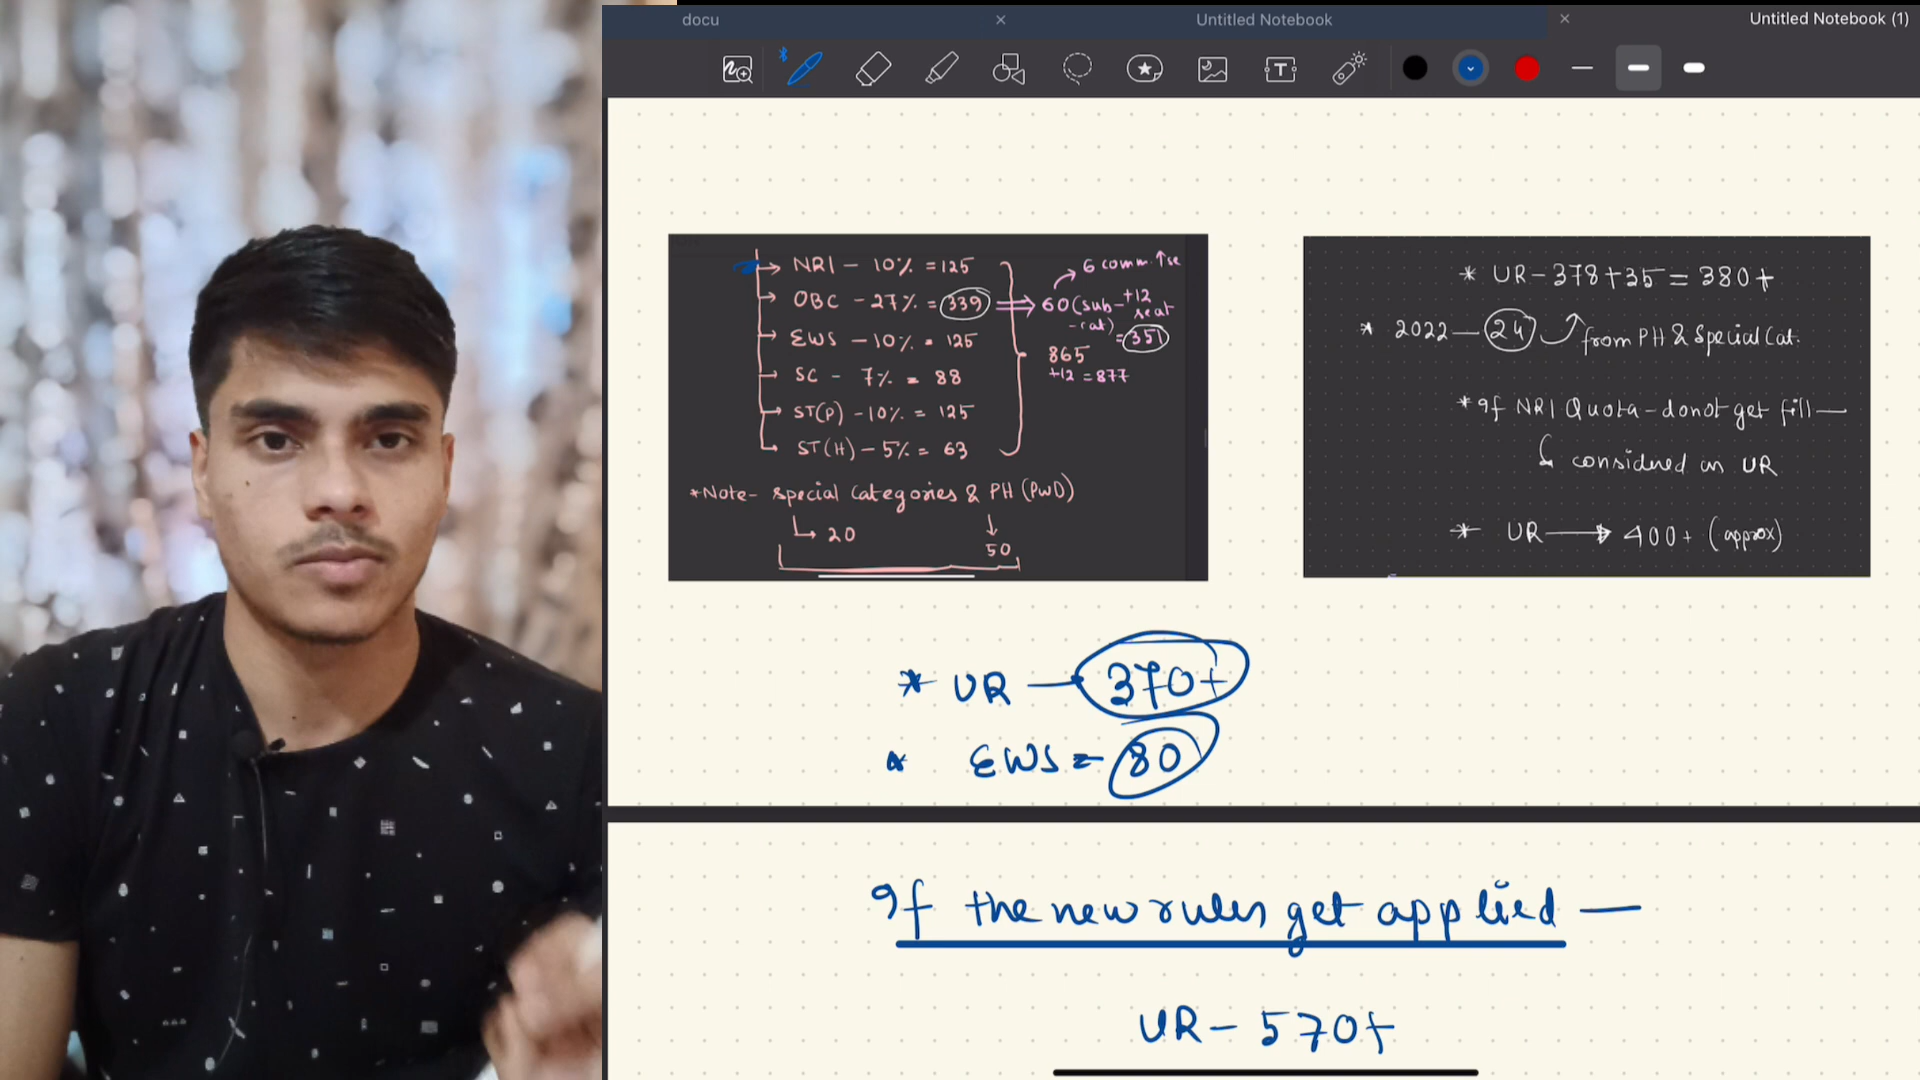 docu
Untitled Notebook
Untitled Notebook (1)
T
NRI - 10% = 125
OBC - 27% = 339
EWS - 10% = 125
SC - 7% = 88
ST(P) - 10% = 125
ST(H) - 5% = 63
6 comm. ↑se
60 (sub-cat)
+12 seat
= 351
865
+12 = 877
*Note- special categories & PH (PwD)
20
50
* UR - 378+35 = 380+
* 2022 - 24 from PH & Special Cat.
* If NRI Quota - donot get fill -
considered as UR
* UR → 400+ (approx)
* UR → 370+
* EWS = 80
If the new rules get applied -
UR - 570+